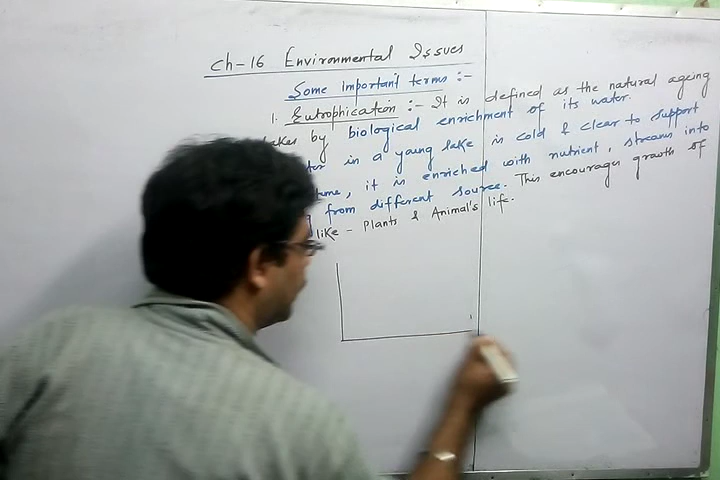 Ch-16 Environmental Issues
Some Important terms :-
1. Eutrophication :- It is defined as the natural ageing
lakes by biological enrichment of its water.
in a young lake is cold & clear to support
time, it is enriched with nutrient, streams into
from different source. This encourages growth of
like - Plants & Animal's life.